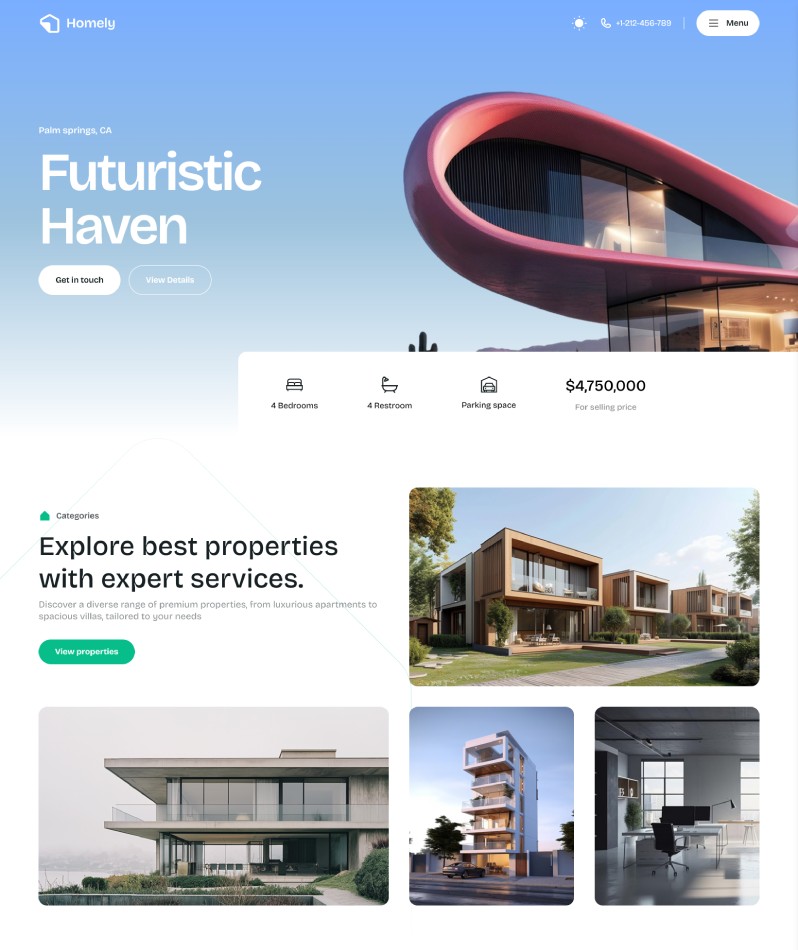 Homely
+1-212-456-789
Menu
Palm springs, CA
Futuristic
Haven
Get in touch
View Details
4 Bedrooms
4 Restroom
Parking space
$4,750,000
For selling price
Categories
Explore best properties
with expert services.
Discover a diverse range of premium properties, from luxurious apartments to
spacious villas, tailored to your needs
View properties